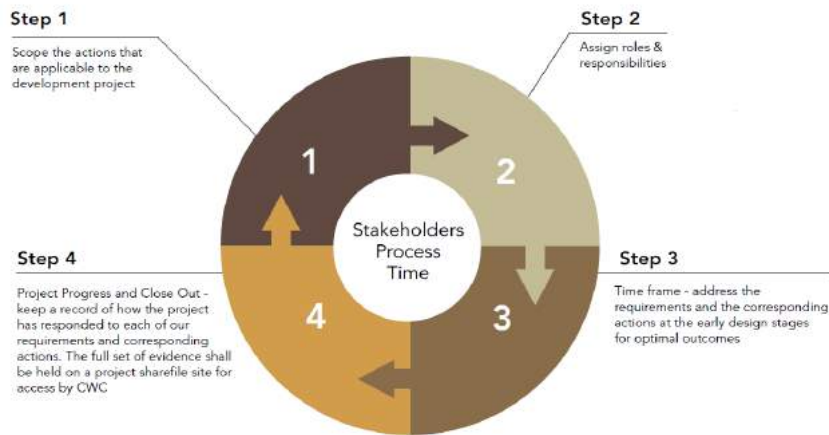 Step 1
Scope the actions that
are applicable to the
development project
Step 2
Assign roles &
responsibilities
1
2
Stakeholders
Process
Time
4
3
Step 4
Project Progress and Close Out -
keep a record of how the project
has responded to each of our
requirements and corresponding
actions. The full set of evidence shall
be held on a project sharefile site for
access by CWC
Step 3
Time frame - address the
requirements and the corresponding
actions at the early design stages
for optimal outcomes